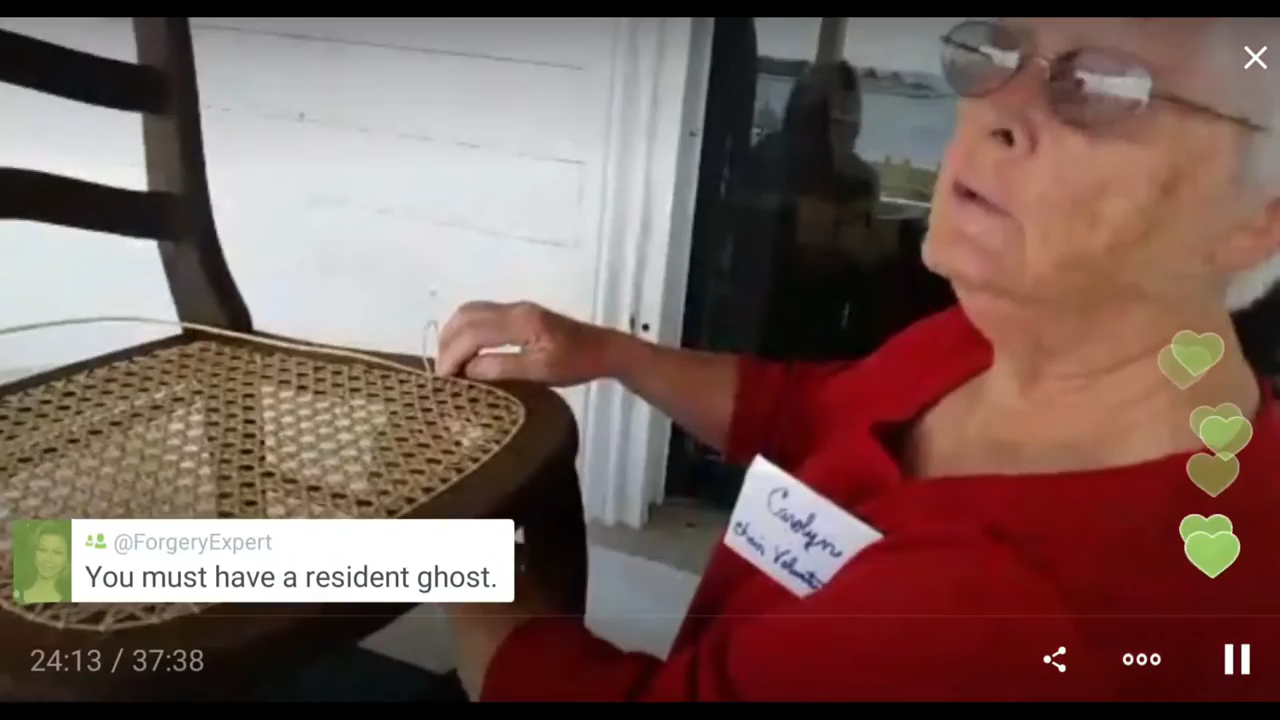 @ForgeryExpert
You must have a resident ghost.
Carolyn
Chair Volunteer
24:13 / 37:38